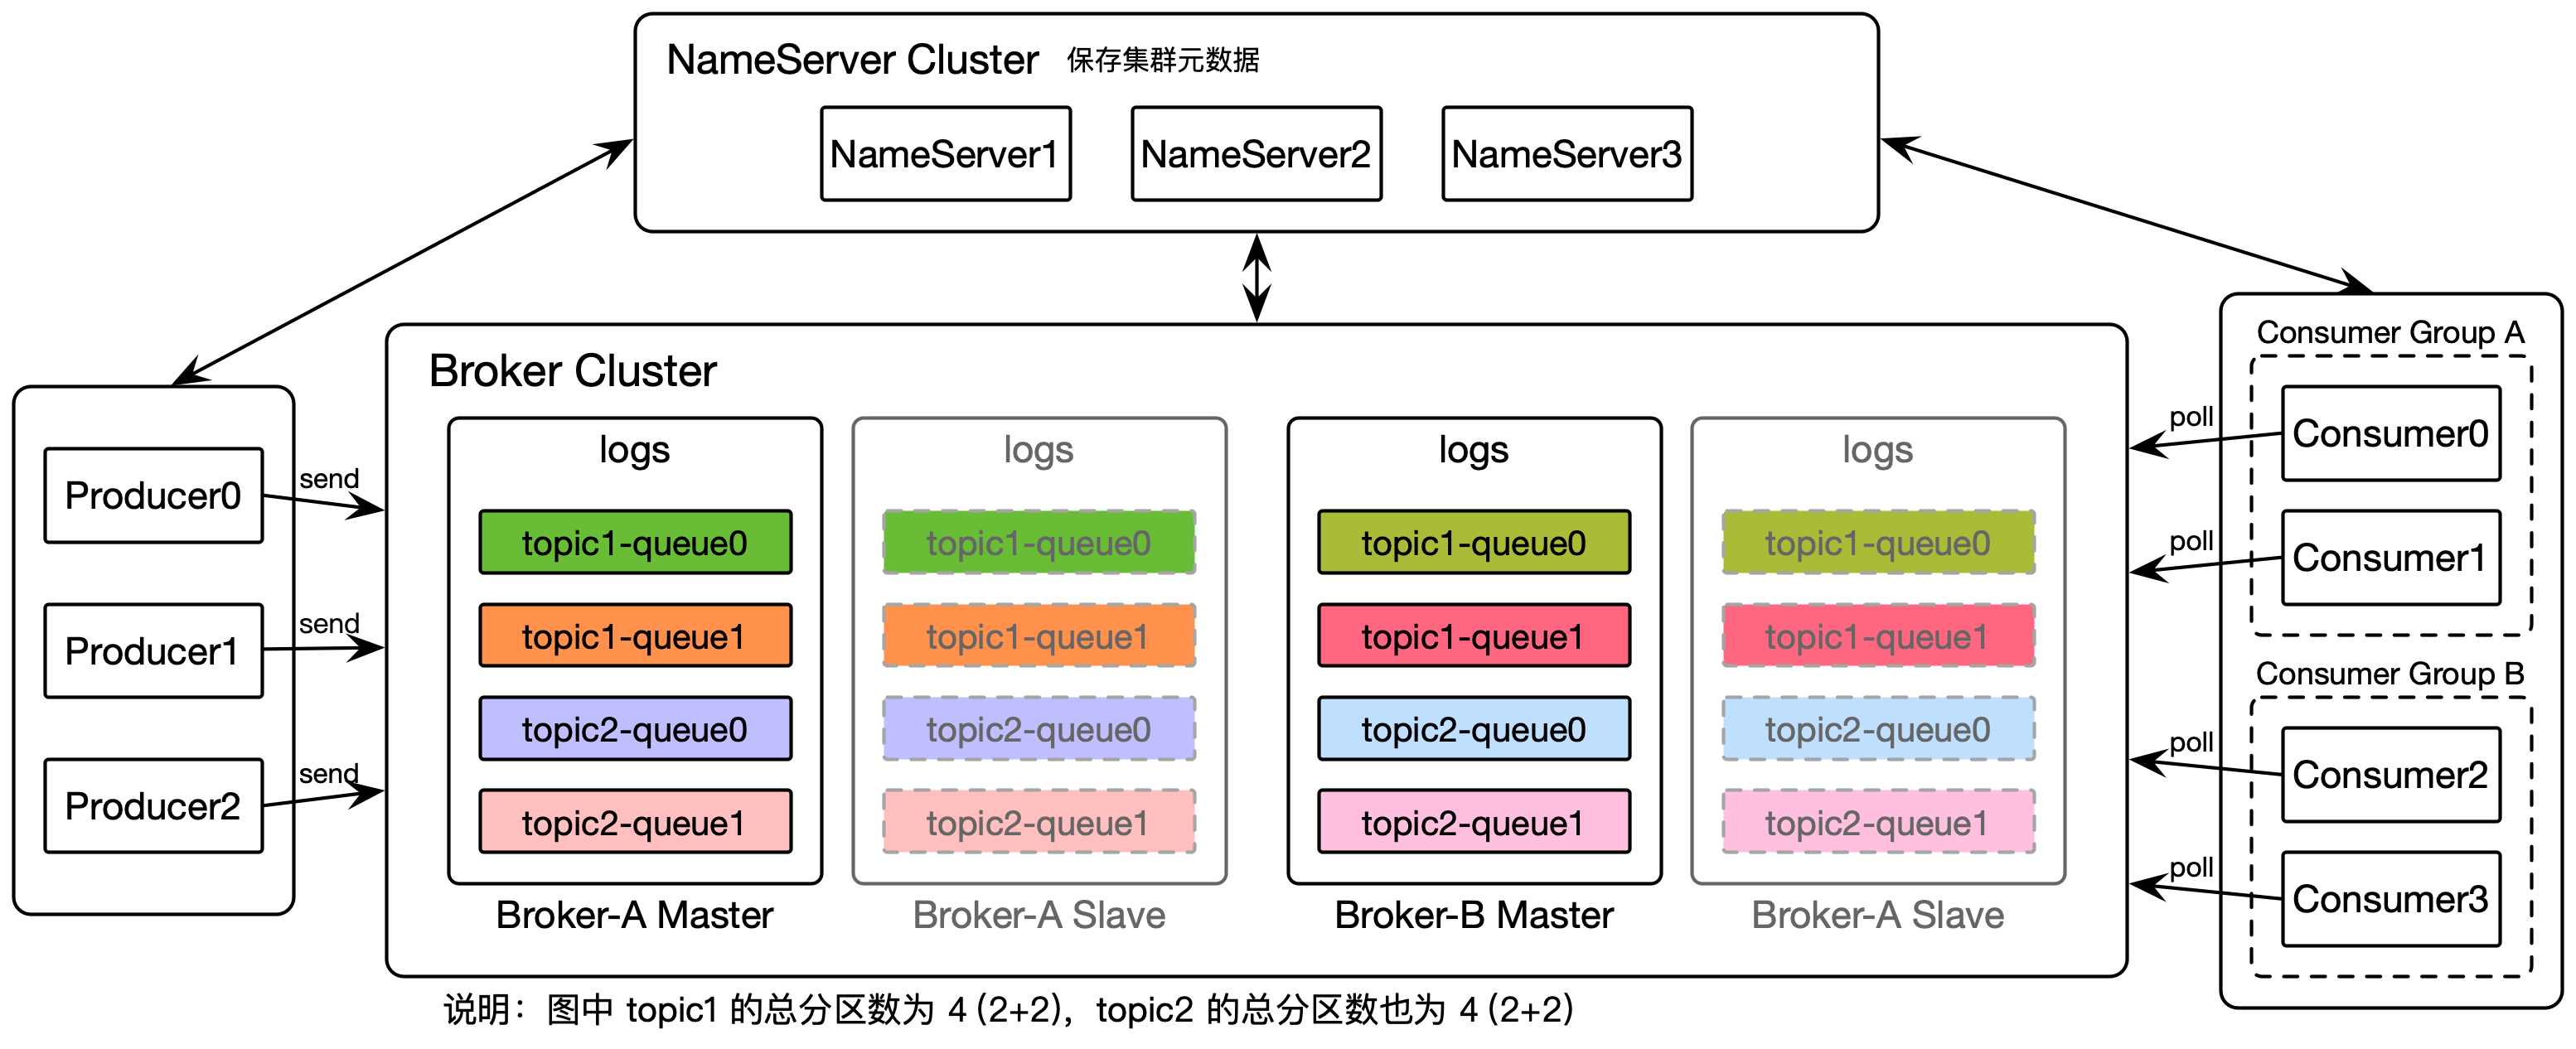 NameServer Cluster 保存集群元数据
NameServer1
NameServer2
NameServer3
Producer0
Producer1
Producer2
send
send
send
Broker Cluster
logs
topic1-queue0
topic1-queue1
topic2-queue0
topic2-queue1
Broker-A Master
logs
topic1-queue0
topic1-queue1
topic2-queue0
topic2-queue1
Broker-A Slave
logs
topic1-queue0
topic1-queue1
topic2-queue0
topic2-queue1
Broker-B Master
logs
topic1-queue0
topic1-queue1
topic2-queue0
topic2-queue1
Broker-A Slave
poll
poll
poll
poll
Consumer Group A
Consumer0
Consumer1
Consumer Group B
Consumer2
Consumer3
说明：图中 topic1 的总分区数为 4 (2+2)，topic2 的总分区数也为 4 (2+2)